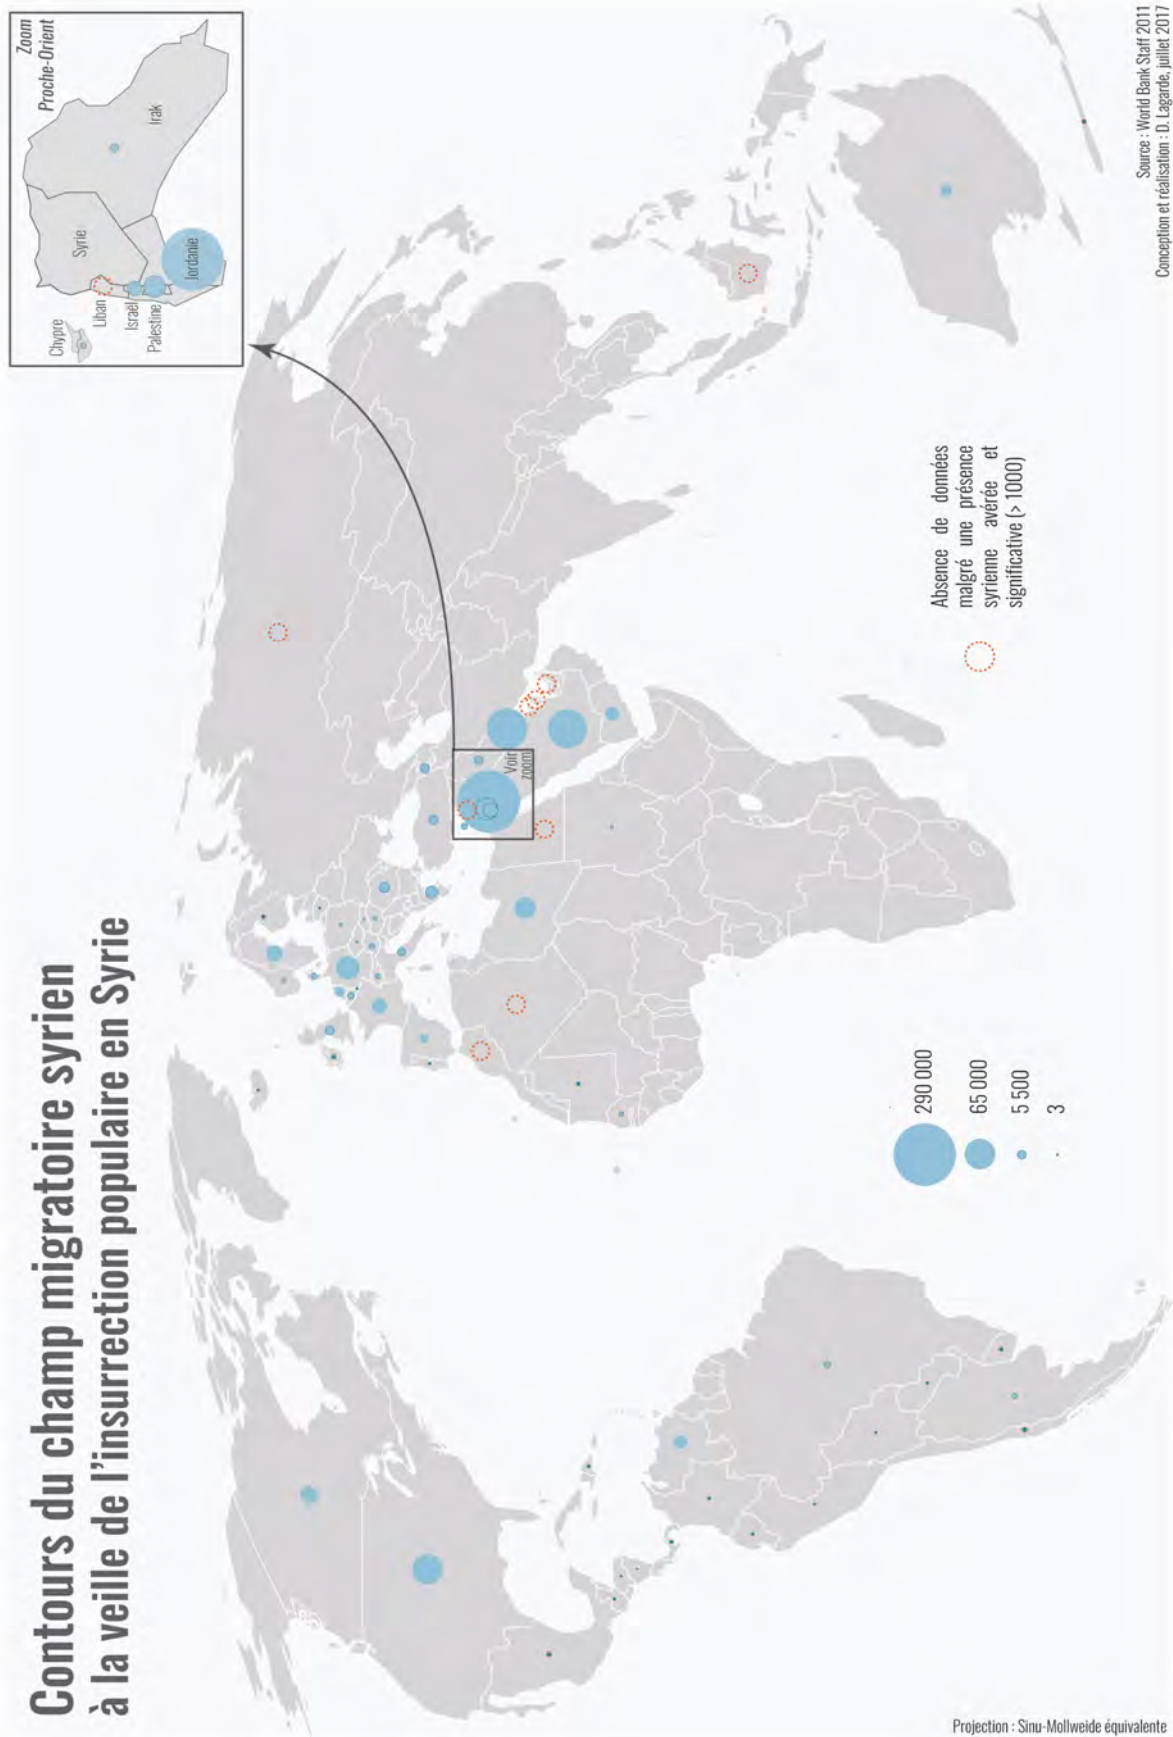 Contours du champ migratoire syrien
à la veille de l'insurrection populaire en Syrie
Zoom
Proche-Orient
Chypre
Liban
Israël
Palestine
Syrie
Jordanie
Irak
Voir
zoom
290 000
65 000
5 500
3
Absence de données
malgré une présence
syrienne avérée et
significative (> 1000)
Projection : Sinu-Mollweide équivalente
Source : World Bank Staff 2011
Conception et réalisation : D. Lagarde, juillet 2017